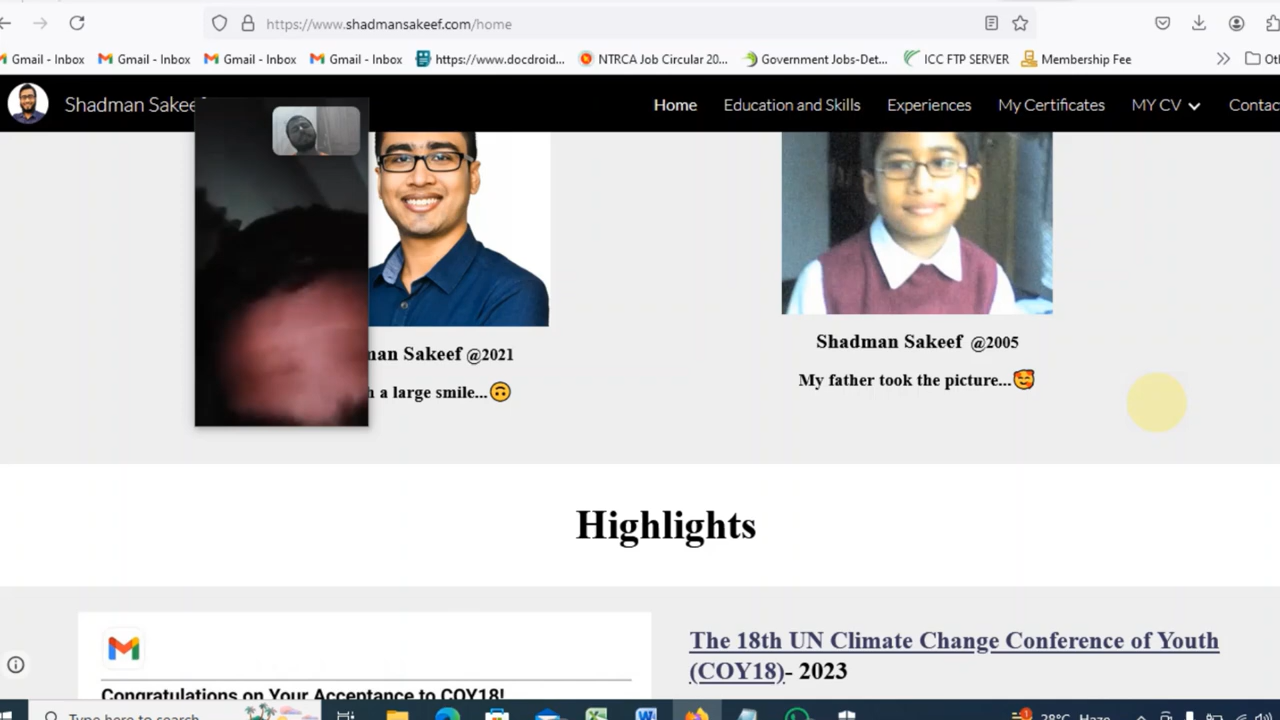 https://www.shadmansakeef.com/home
Gmail - Inbox Gmail - Inbox Gmail - Inbox Gmail - Inbox https://www.docdroid... NTRCA Job Circular 20... Government Jobs-Det... ICC FTP SERVER Membership Fee
Shadman Sakeef Home Education and Skills Experiences My Certificates MY CV Contac
man Sakeef @2021
h a large smile...🙃
Shadman Sakeef @2005
My father took the picture...🥰
Highlights
Congratulations on Your Acceptance to COY18!
The 18th UN Climate Change Conference of Youth
(COY18)- 2023
Type here to search 28°C Haze